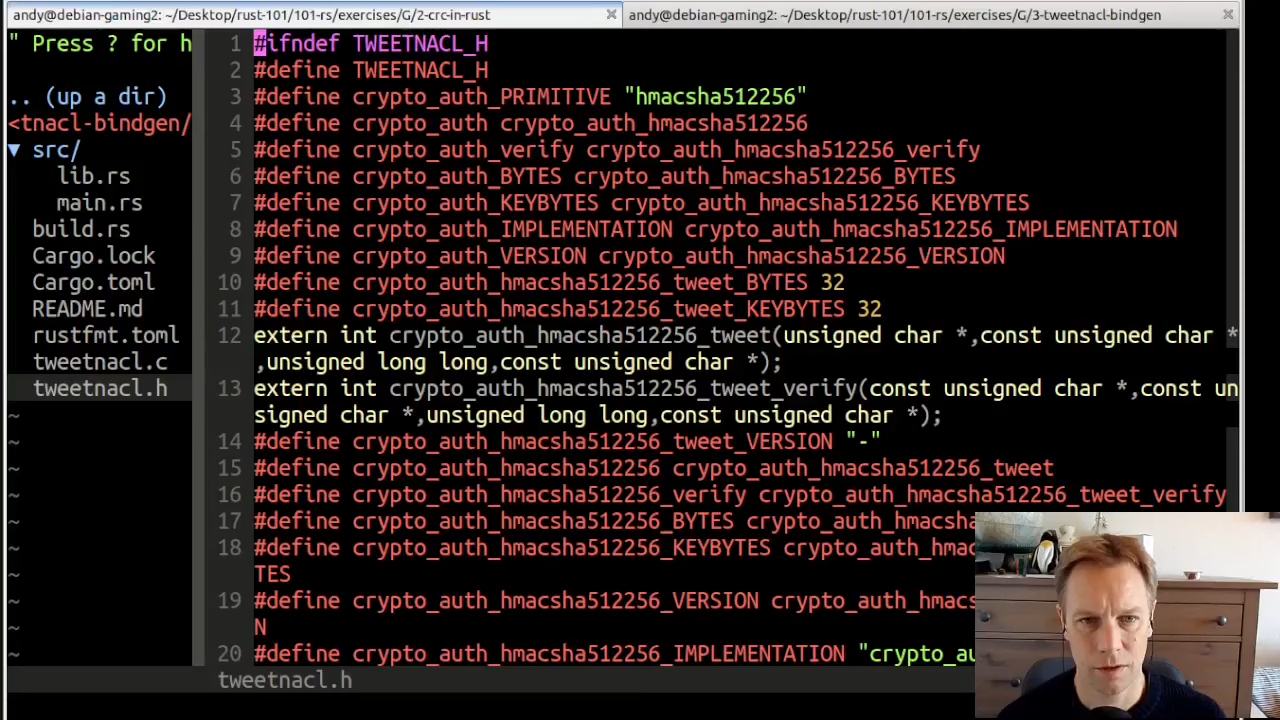 andy@debian-gaming2: ~/Desktop/rust-101/101-rs/exercises/G/2-crc-in-rust
andy@debian-gaming2: ~/Desktop/rust-101/101-rs/exercises/G/3-tweetnacl-bindgen
" Press ? for h
.. (up a dir)
<tnacl-bindgen/
▼ src/
lib.rs
main.rs
build.rs
Cargo.lock
Cargo.toml
README.md
rustfmt.toml
tweetnacl.c
tweetnacl.h
~
~
~
~
~
~
~
~
~
~
1 #ifndef TWEETNACL_H
2 #define TWEETNACL_H
3 #define crypto_auth_PRIMITIVE "hmacsha512256"
4 #define crypto_auth crypto_auth_hmacsha512256
5 #define crypto_auth_verify crypto_auth_hmacsha512256_verify
6 #define crypto_auth_BYTES crypto_auth_hmacsha512256_BYTES
7 #define crypto_auth_KEYBYTES crypto_auth_hmacsha512256_KEYBYTES
8 #define crypto_auth_IMPLEMENTATION crypto_auth_hmacsha512256_IMPLEMENTATION
9 #define crypto_auth_VERSION crypto_auth_hmacsha512256_VERSION
10 #define crypto_auth_hmacsha512256_tweet_BYTES 32
11 #define crypto_auth_hmacsha512256_tweet_KEYBYTES 32
12 extern int crypto_auth_hmacsha512256_tweet(unsigned char *,const unsigned char *
,unsigned long long,const unsigned char *);
13 extern int crypto_auth_hmacsha512256_tweet_verify(const unsigned char *,const un
signed char *,unsigned long long,const unsigned char *);
14 #define crypto_auth_hmacsha512256_tweet_VERSION "-"
15 #define crypto_auth_hmacsha512256 crypto_auth_hmacsha512256_tweet
16 #define crypto_auth_hmacsha512256_verify crypto_auth_hmacsha512256_tweet_verify
17 #define crypto_auth_hmacsha512256_BYTES crypto_auth_hmacsha
18 #define crypto_auth_hmacsha512256_KEYBYTES crypto_auth_hmac
TES
19 #define crypto_auth_hmacsha512256_VERSION crypto_auth_hmacs
N
20 #define crypto_auth_hmacsha512256_IMPLEMENTATION "crypto_au
tweetnacl.h